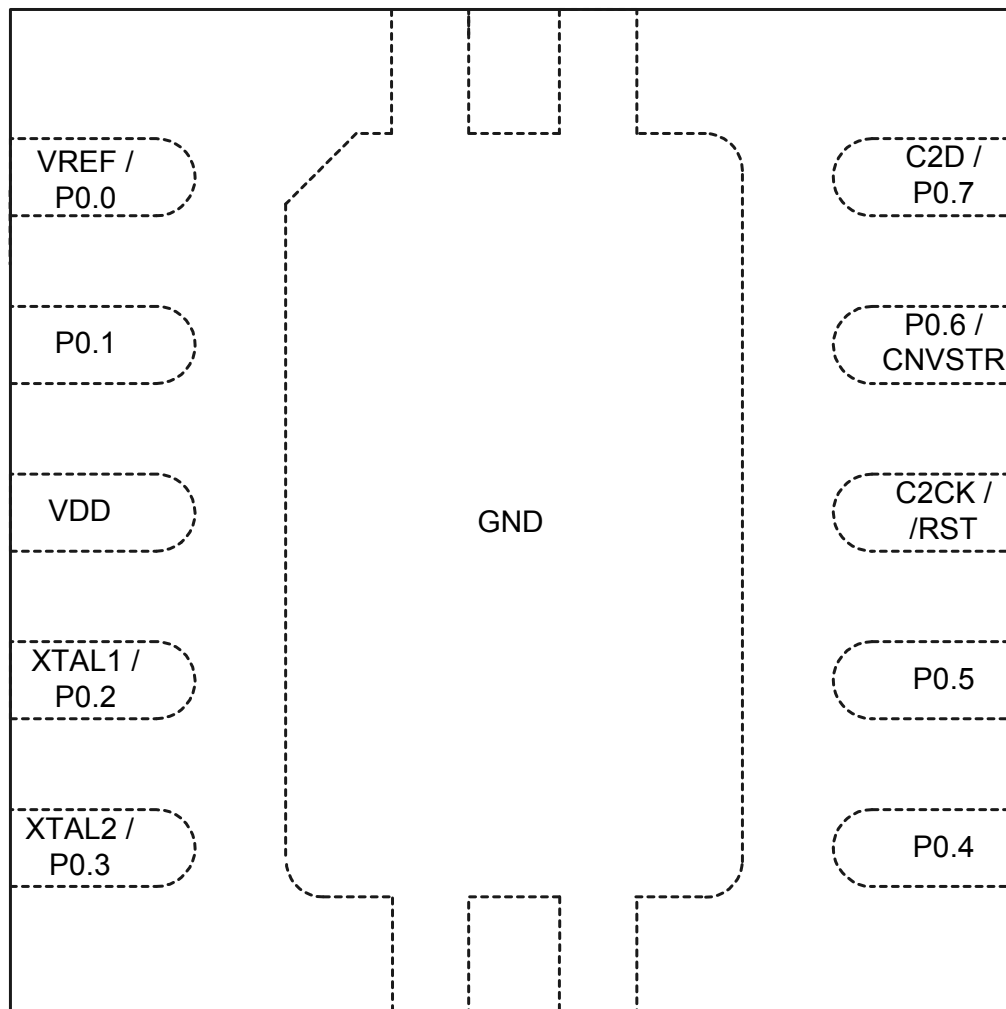 VREF /
P0.0
P0.1
VDD
XTAL1 /
P0.2
XTAL2 /
P0.3
GND
C2D /
P0.7
P0.6 /
CNVSTR
C2CK /
/RST
P0.5
P0.4